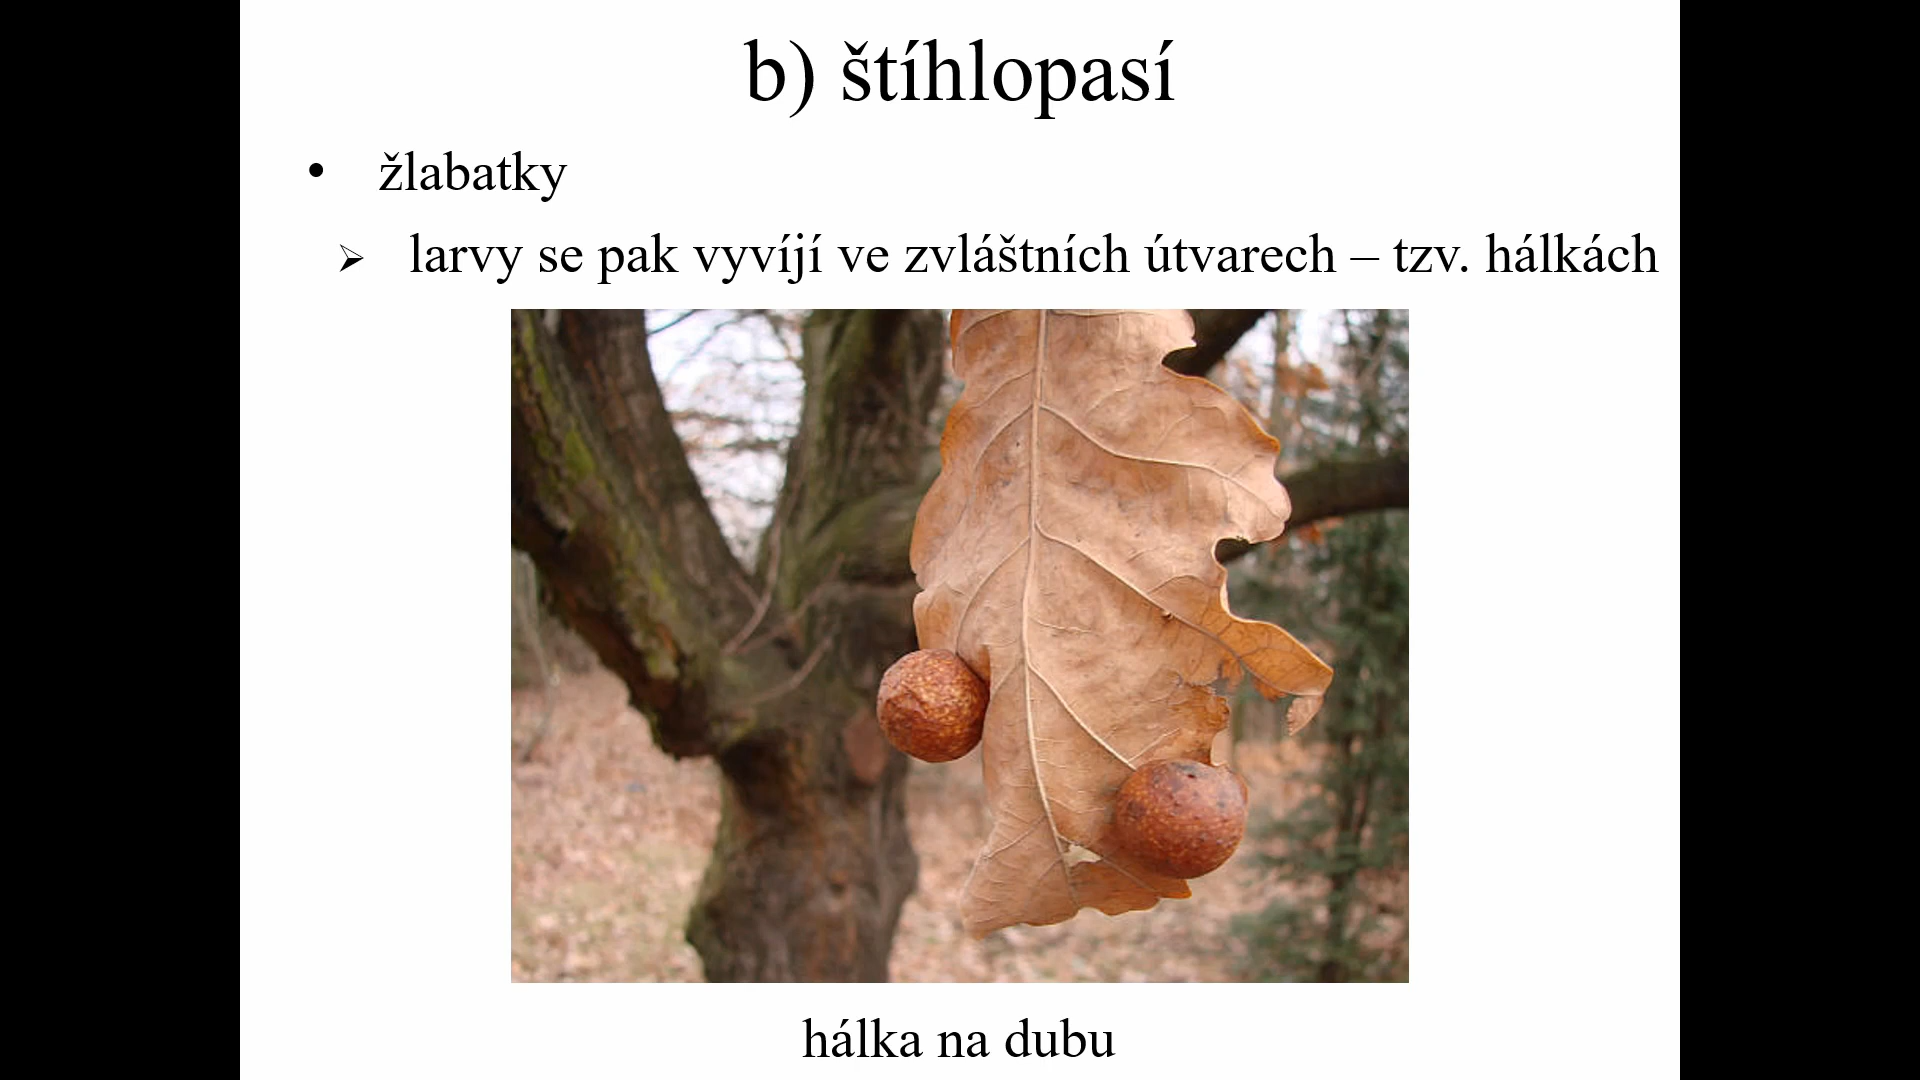 b) štíhlopasí
• žlabatky
➢ larvy se pak vyvíjí ve zvláštních útvarech – tzv. hálkách
hálka na dubu